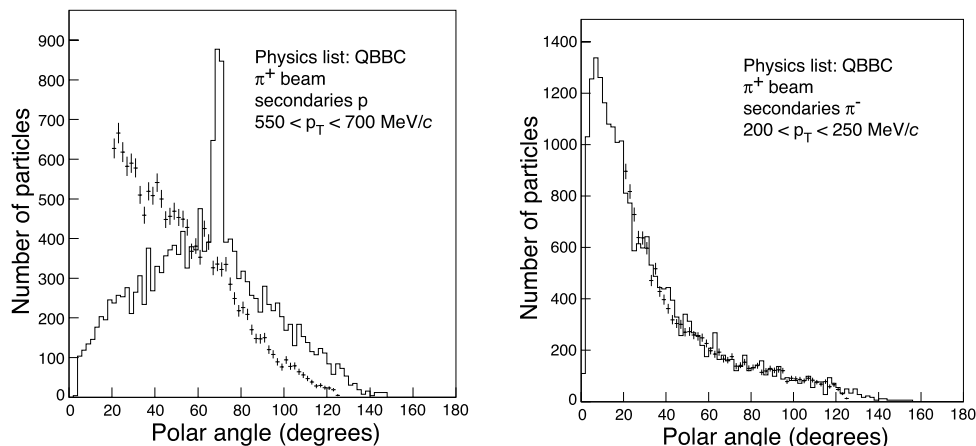 900
800
700
600
500
400
300
200
100
0
Number of particles
Physics list: QBBC
π⁺ beam
secondaries p
550 < p_T < 700 MeV/c
0 20 40 60 80 100 120 140 160 180
Polar angle (degrees)
1400
1200
1000
800
600
400
200
0
Number of particles
Physics list: QBBC
π⁺ beam
secondaries π⁻
200 < p_T < 250 MeV/c
0 20 40 60 80 100 120 140 160 180
Polar angle (degrees)